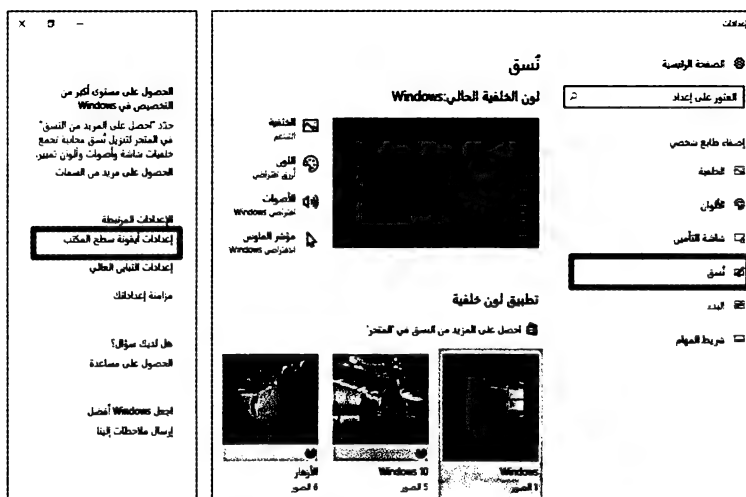 إعدادات
الصفحة الرئيسية
العثور على إعداد
إضفاء طابع شخصي
الخلفية
الألوان
شاشة التأمين
نُسق
البدء
شريط المهام
نُسق
لون الخلفية الحالي:Windows
الخلفية
اللون
أزرق افتراضي
الأصوات
افتراضي Windows
مؤشر الماوس
افتراضي Windows
تطبيق لون خلفية
احصل على المزيد من النسق في "المتجر"
Windows
1 الصور
Windows 10
5 الصور
الأزهار
6 الصور
الحصول على مستوى أكبر من
التخصيص في Windows
حدّد "احصل على المزيد من النسق"
في المتجر لتنزيل نُسق مجانية تجمع
خلفيات شاشة وأصوات وألوان تمييز.
الحصول على مزيد من السمات
الإعدادات المرتبطة
إعدادات أيقونة سطح المكتب
إعدادات التباين العالي
مزامنة إعداداتك
هل لديك سؤال؟
الحصول على مساعدة
اجعل Windows أفضل
إرسال ملاحظات إلينا